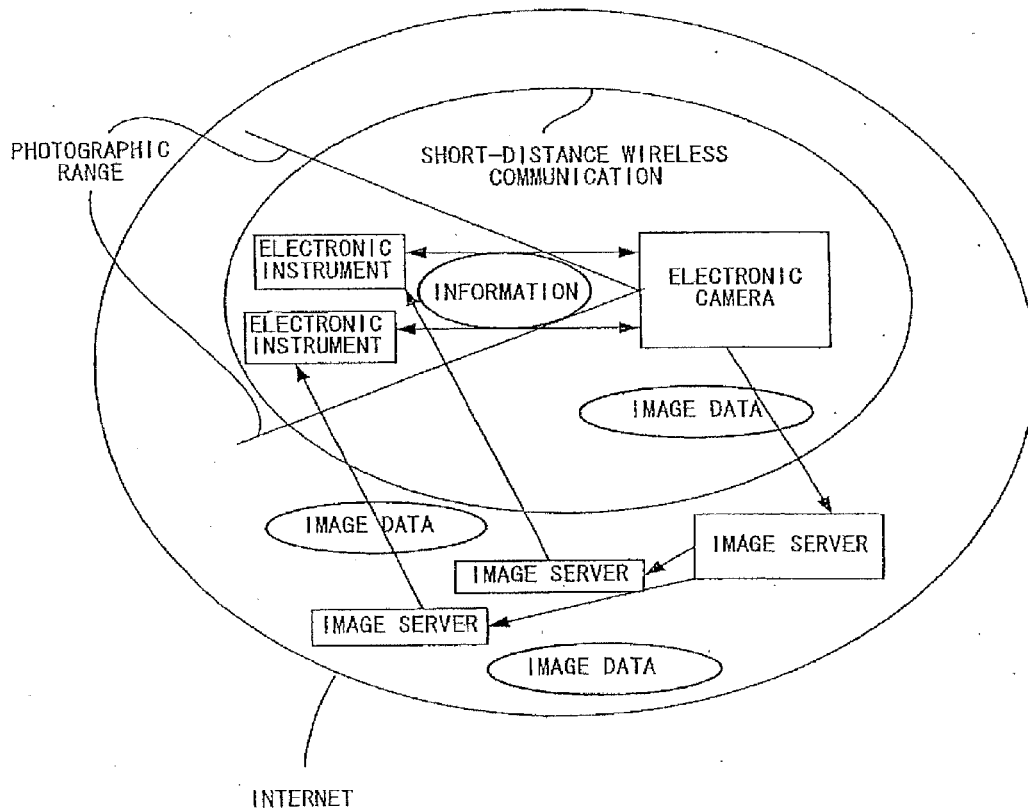 PHOTOGRAPHIC
RANGE
SHORT-DISTANCE WIRELESS
COMMUNICATION
ELECTRONIC
INSTRUMENT
INFORMATION
ELECTRONIC
CAMERA
ELECTRONIC
INSTRUMENT
IMAGE DATA
IMAGE DATA
IMAGE SERVER
IMAGE SERVER
IMAGE SERVER
IMAGE DATA
INTERNET